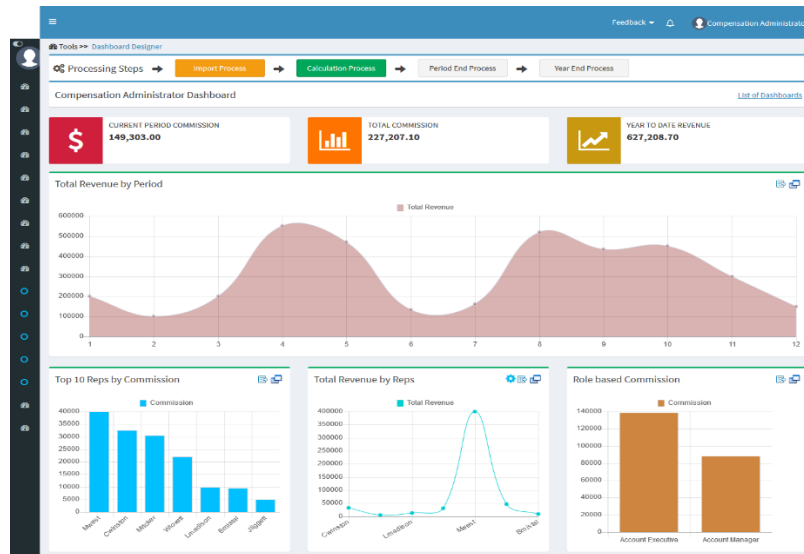 Feedback
Compensation Administrator
Tools >> Dashboard Designer
Processing Steps Import Process Calculation Process Period End Process Year End Process
Compensation Administrator Dashboard List of Dashboards
CURRENT PERIOD COMMISSION
149,303.00
TOTAL COMMISSION
227,207.10
YEAR TO DATE REVENUE
627,208.70
Total Revenue by Period
Total Revenue
600000
500000
400000
300000
200000
100000
0
1 2 3 4 5 6 7 8 9 10 11 12
Top 10 Reps by Commission
Commission
40000
35000
30000
25000
20000
15000
10000
5000
0
Merryt Lmadison
Total Revenue by Reps
Total Revenue
400000
350000
300000
250000
200000
150000
100000
50000
0
Lmadison
Role based Commission
Commission
140000
120000
100000
80000
60000
40000
20000
0
Account Executive Account Manager